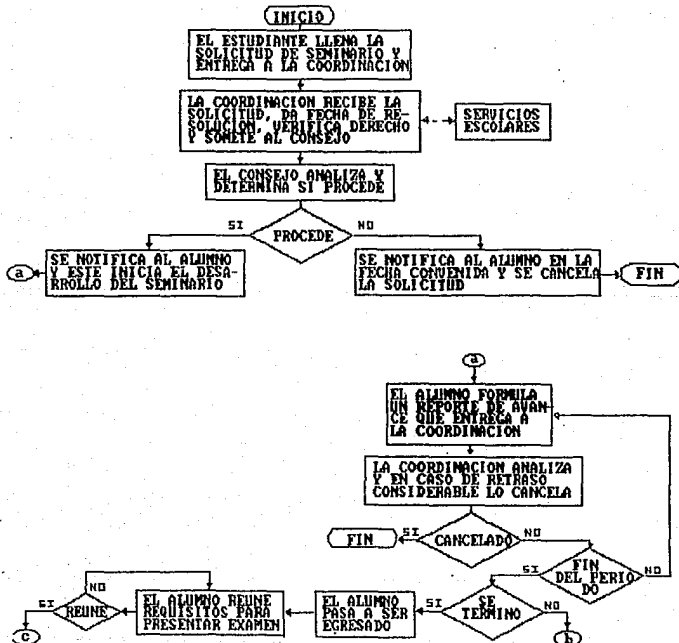 INICIO
EL ESTUDIANTE LLENA LA
SOLICITUD DE SEMINARIO Y
ENTREGA A LA COORDINACION
LA COORDINACION RECIBE LA
SOLICITUD, DA FECHA DE RE-
SOLUCION, VERIFICA DERECHO
Y SOMETE AL CONSEJO
SERVICIOS
ESCOLARES
EL CONSEJO ANALIZA Y
DETERMINA SI PROCEDE
SI
PROCEDE
NO
SE NOTIFICA AL ALUMNO
Y ESTE INICIA EL DESA-
RROLLO DEL SEMINARIO
a
SE NOTIFICA AL ALUMNO EN LA
FECHA CONVENIDA Y SE CANCELA
LA SOLICITUD
FIN
a
EL ALUMNO FORMULA
UN REPORTE DE AVAN-
CE QUE ENTREGA A
LA COORDINACION
LA COORDINACION ANALIZA
Y EN CASO DE RETRASO
CONSIDERABLE LO CANCELA
FIN
SI
CANCELADO
NO
SI
FIN
DEL PERIO
DO
NO
SI
SE
TERMINO
NO
b
EL ALUMNO
PASA A SER
EGRESADO
EL ALUMNO REUNE
REQUISITOS PARA
PRESENTAR EXAMEN
NO
REUNE
SI
c